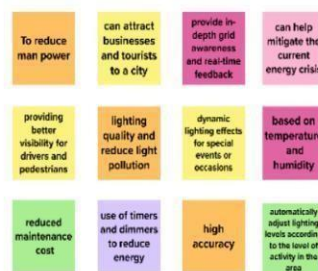 To reduce
man power
can attract
businesses
and tourists
to a city
provide in-
depth grid
awareness
and real-time
feedback
can help
mitigate the
current
energy crisis
providing
better
visibility for
drivers and
pedestrians
lighting
quality and
reduce light
pollution
dynamic
lighting effects
for special
events or
occasions
based on
temperature
and
humidity
reduced
maintenance
cost
use of timers
and dimmers
to reduce
energy
high
accuracy
automatically
adjust lighting
levels according
to the level of
activity in the
area